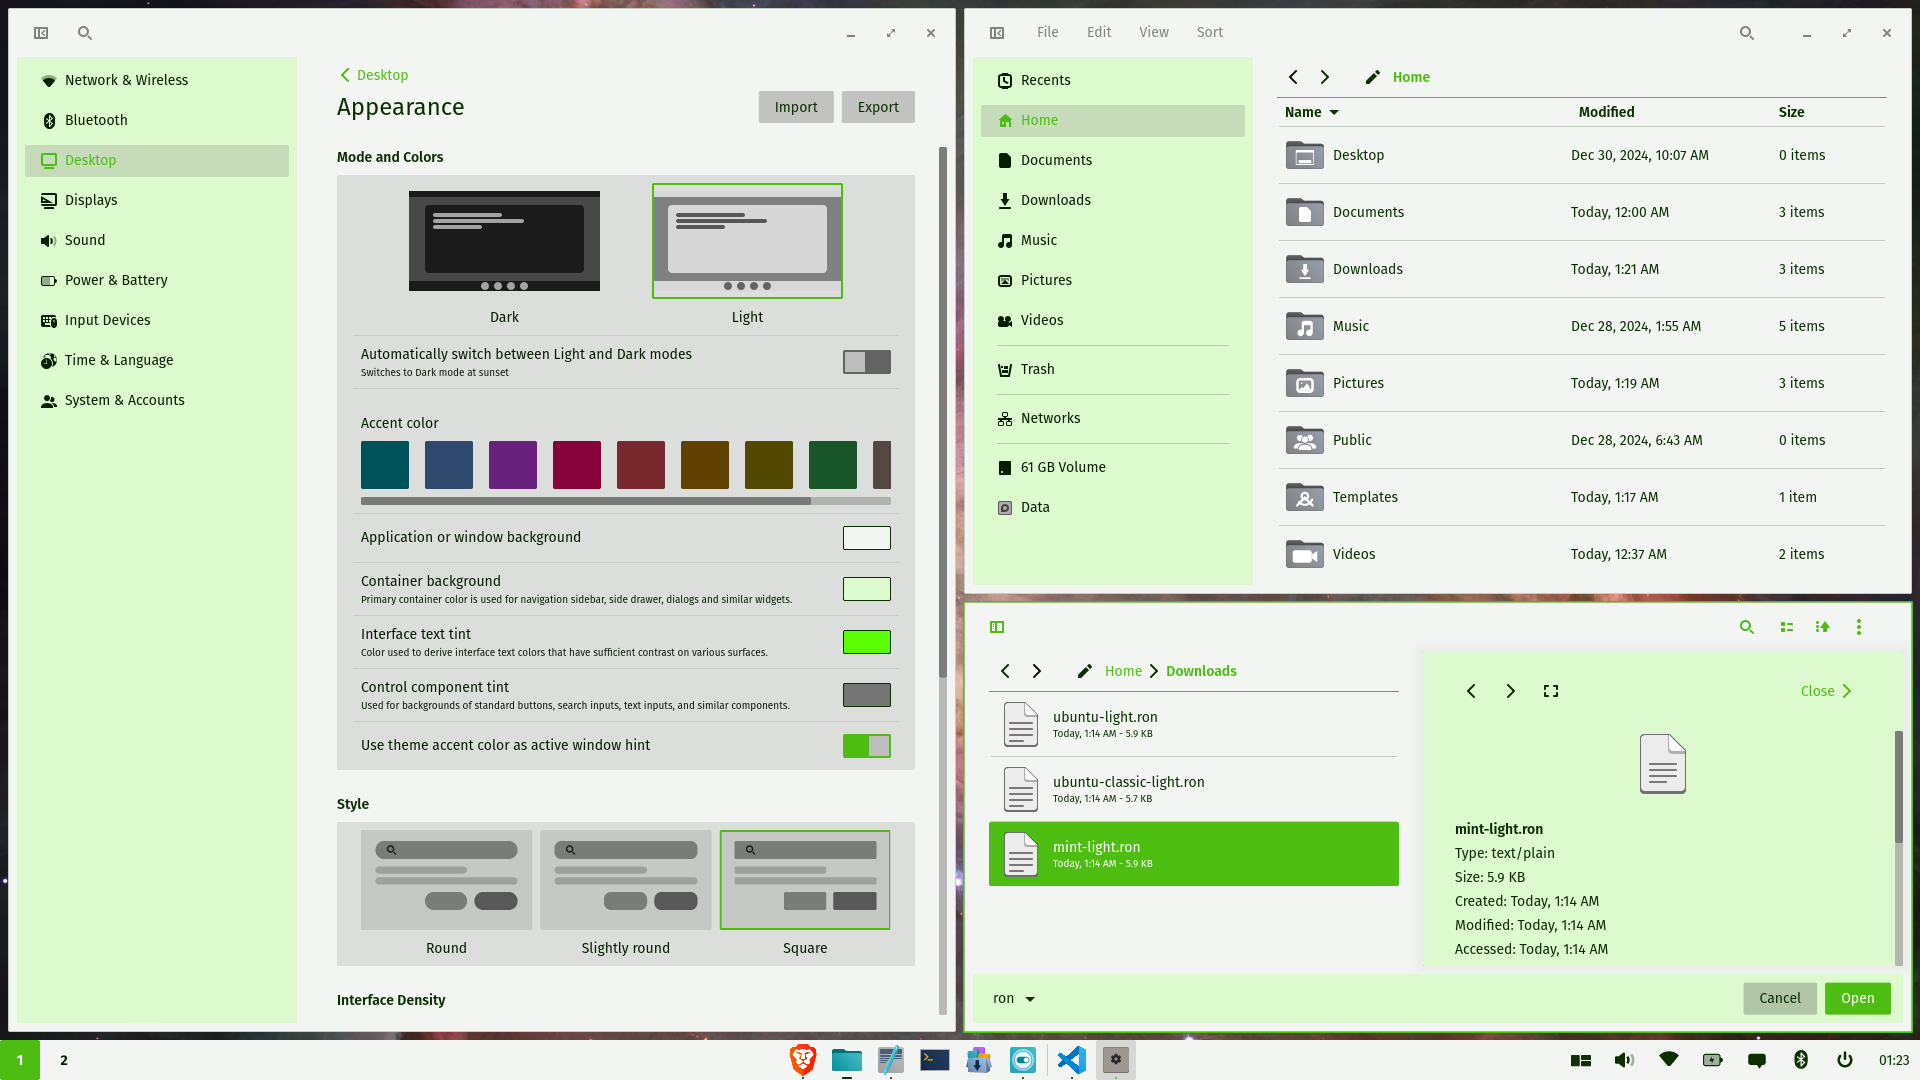 Network & Wireless
Bluetooth
Desktop
Displays
Sound
Power & Battery
Input Devices
Time & Language
System & Accounts
Desktop
Appearance
Import
Export
Mode and Colors
Dark
Light
Automatically switch between Light and Dark modes
Switches to Dark mode at sunset
Accent color
Application or window background
Container background
Primary container color is used for navigation sidebar, side drawer, dialogs and similar widgets.
Interface text tint
Color used to derive interface text colors that have sufficient contrast on various surfaces.
Control component tint
Used for backgrounds of standard buttons, search inputs, text inputs, and similar components.
Use theme accent color as active window hint
Style
Round
Slightly round
Square
Interface Density
File Edit View Sort
Recents
Home
Documents
Downloads
Music
Pictures
Videos
Trash
Networks
61 GB Volume
Data
Home
Name Modified Size
Desktop Dec 30, 2024, 10:07 AM 0 items
Documents Today, 12:00 AM 3 items
Downloads Today, 1:21 AM 3 items
Music Dec 28, 2024, 1:55 AM 5 items
Pictures Today, 1:19 AM 3 items
Public Dec 28, 2024, 6:43 AM 0 items
Templates Today, 1:17 AM 1 item
Videos Today, 12:37 AM 2 items
Home Downloads
ubuntu-light.ron
Today, 1:14 AM - 5.9 KB
ubuntu-classic-light.ron
Today, 1:14 AM - 5.7 KB
mint-light.ron
Today, 1:14 AM - 5.9 KB
Close
mint-light.ron
Type: text/plain
Size: 5.9 KB
Created: Today, 1:14 AM
Modified: Today, 1:14 AM
Accessed: Today, 1:14 AM
ron
Cancel
Open
1 2
01:23